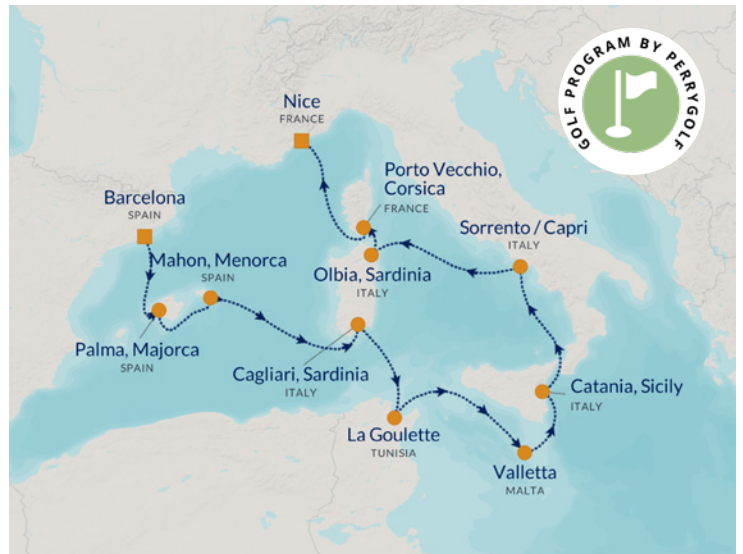 GOLF PROGRAM BY PERRYGOLF
Nice
FRANCE
Porto Vecchio,
Corsica
FRANCE
Barcelona
SPAIN
Sorrento / Capri
ITALY
Mahon, Menorca
SPAIN
Olbia, Sardinia
ITALY
Palma, Majorca
SPAIN
Cagliari, Sardinia
ITALY
Catania, Sicily
ITALY
La Goulette
TUNISIA
Valletta
MALTA